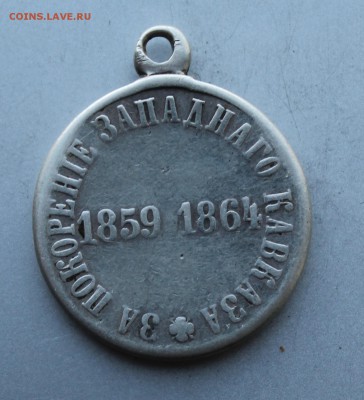 COINS.LAVE.RU
ЗА ПОКОРЕНІЕ ЗАПАДНАГО КАВКАЗА
1859 1864